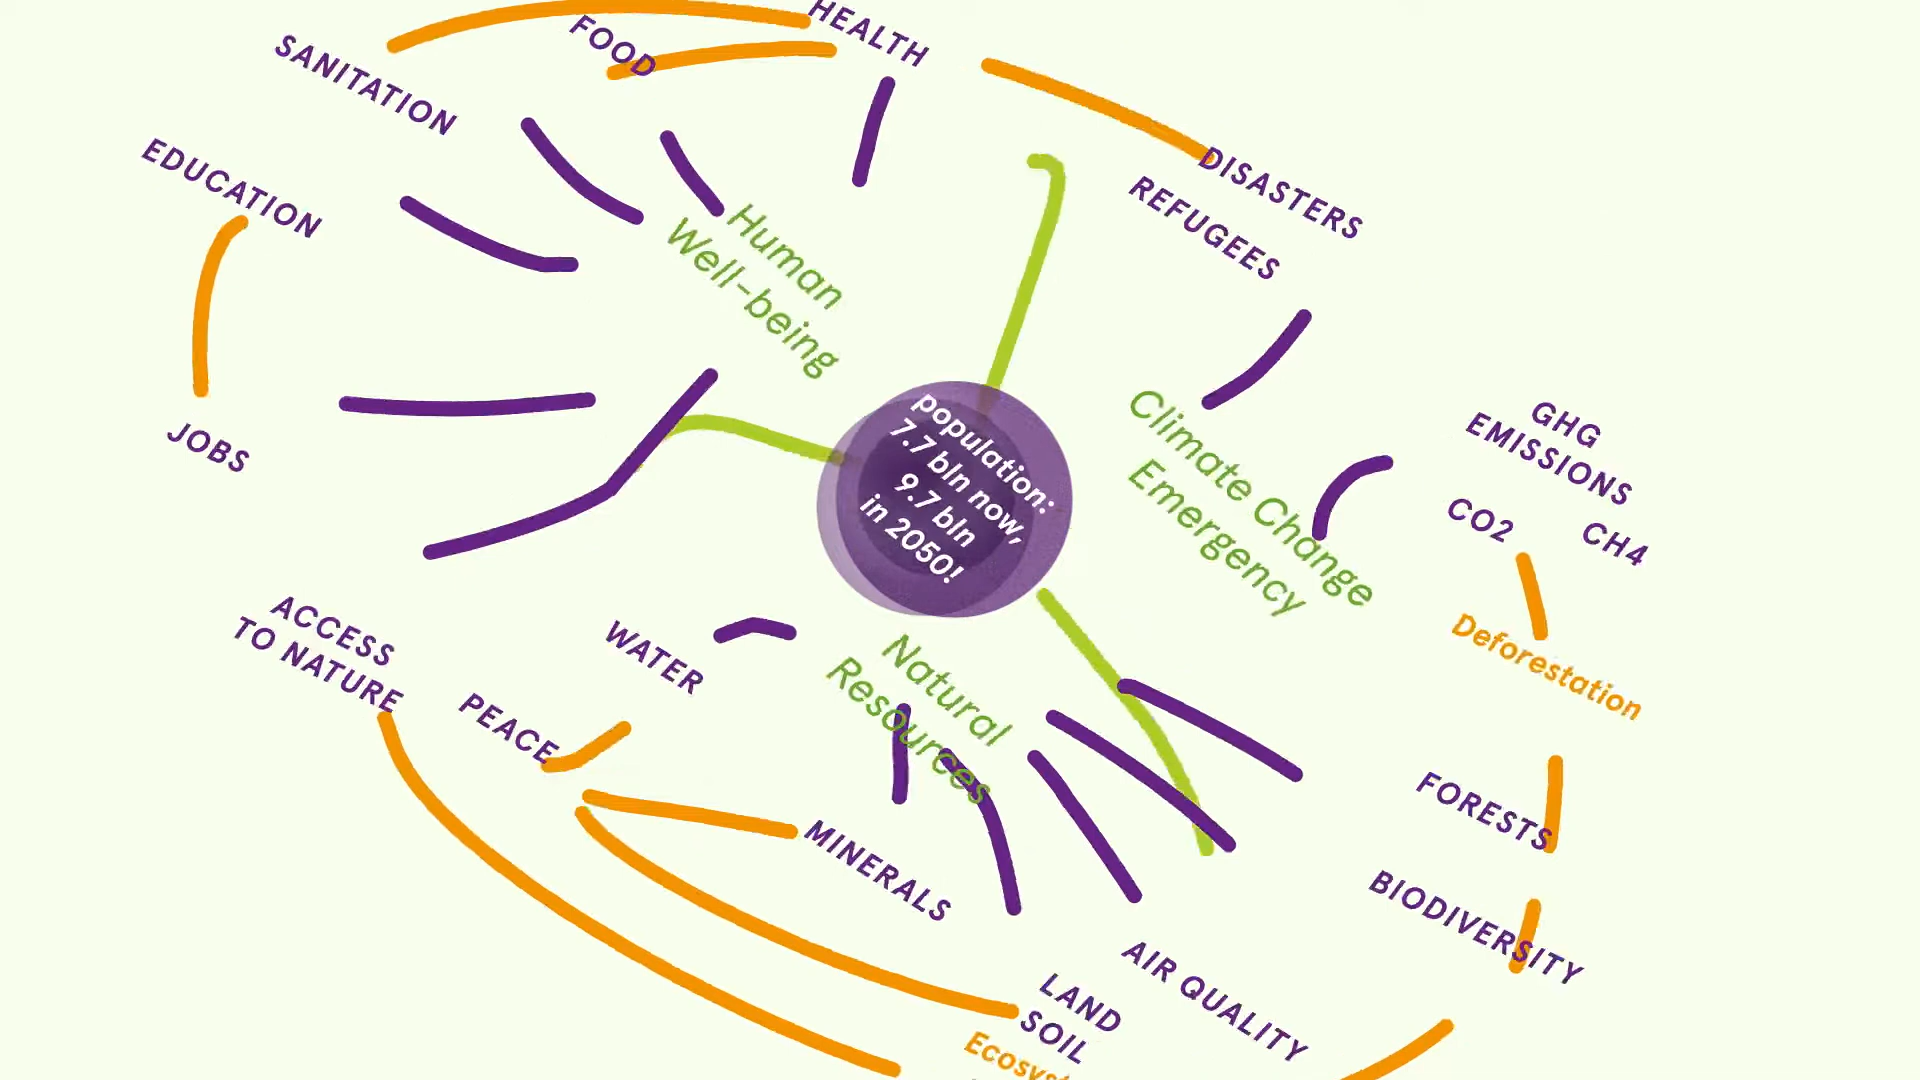 HEALTH
FOOD
SANITATION
EDUCATION
JOBS
DISASTERS
REFUGEES
Human
Well-being
population:
7.7 bln now,
9.7 bln
in 2050!
Climate Change
Emergency
GHG
EMISSIONS
CO2
CH4
Deforestation
ACCESS
TO NATURE
PEACE
WATER
Natural
Resources
MINERALS
FORESTS
BIODIVERSITY
AIR QUALITY
LAND
SOIL